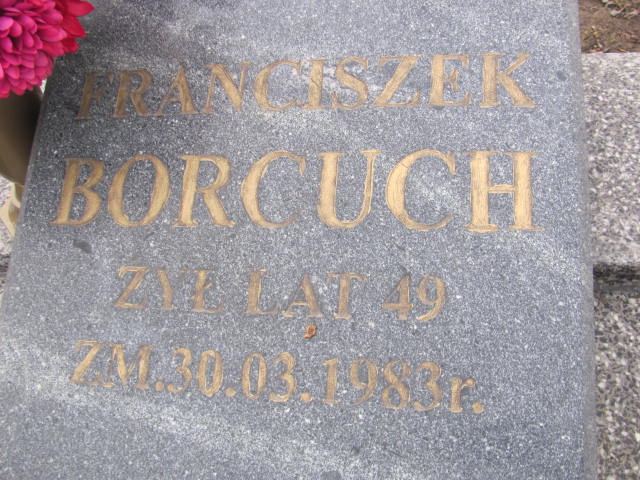 FRANCISZEK
BORCUCH
ŻYŁ LAT 49
ZM.30.03.1983r.